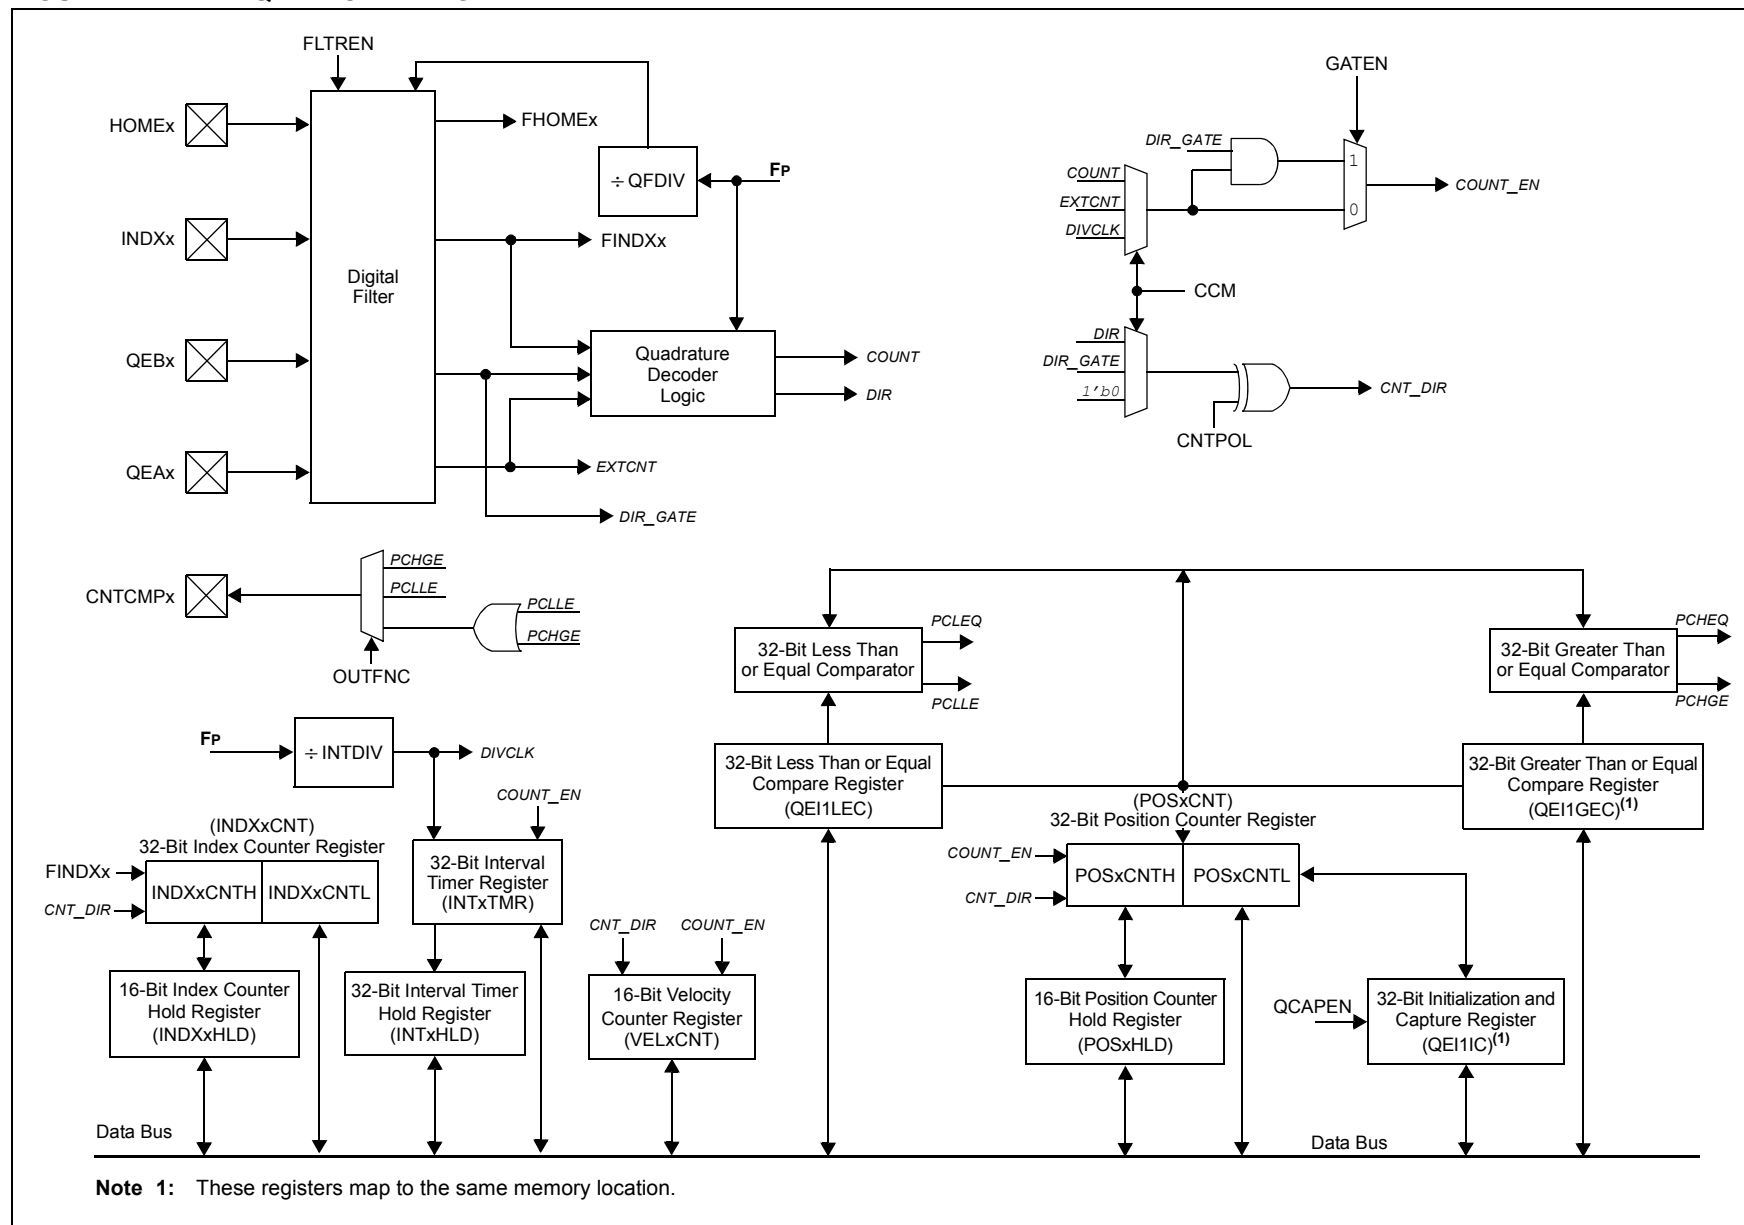 FLTREN
HOMEx
FHOMEx
÷ QFDIV
FP
INDXx
FINDXx
Digital
Filter
QEBx
Quadrature
Decoder
Logic
COUNT
DIR
QEAx
EXTCNT
DIR_GATE
GATEN
DIR_GATE
COUNT
EXTCNT
DIVCLK
1
0
COUNT_EN
CCM
DIR
DIR_GATE
1'b0
CNT_DIR
CNTPOL
CNTCMPx
PCHGE
PCLLE
PCLLE
PCHGE
OUTFNC
32-Bit Less Than
or Equal Comparator
PCLEQ
PCLLE
32-Bit Greater Than
or Equal Comparator
PCHEQ
PCHGE
FP
÷ INTDIV
DIVCLK
COUNT_EN
32-Bit Less Than or Equal
Compare Register
(QEI1LEC)
32-Bit Greater Than or Equal
Compare Register
(QEI1GEC)(1)
(INDXxCNT)
32-Bit Index Counter Register
FINDXx
CNT_DIR
INDXxCNTH
INDXxCNTL
32-Bit Interval
Timer Register
(INTxTMR)
(POSxCNT)
32-Bit Position Counter Register
COUNT_EN
CNT_DIR
POSxCNTH
POSxCNTL
CNT_DIR
COUNT_EN
16-Bit Index Counter
Hold Register
(INDXxHLD)
32-Bit Interval Timer
Hold Register
(INTxHLD)
16-Bit Velocity
Counter Register
(VELxCNT)
16-Bit Position Counter
Hold Register
(POSxHLD)
QCAPEN
32-Bit Initialization and
Capture Register
(QEI1IC)(1)
Data Bus
Data Bus
Note 1: These registers map to the same memory location.